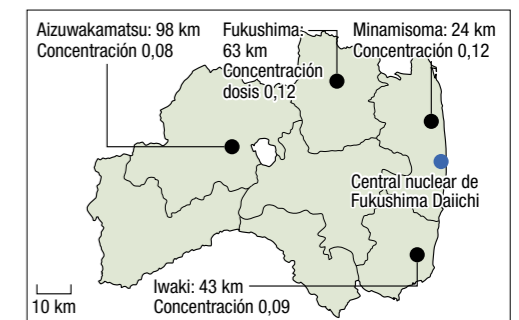 Aizuwakamatsu: 98 km
Concentración 0,08
Fukushima:
63 km
Concentración
dosis 0,12
Minamisoma: 24 km
Concentración 0,12
Central nuclear de
Fukushima Daiichi
Iwaki: 43 km
Concentración 0,09
10 km